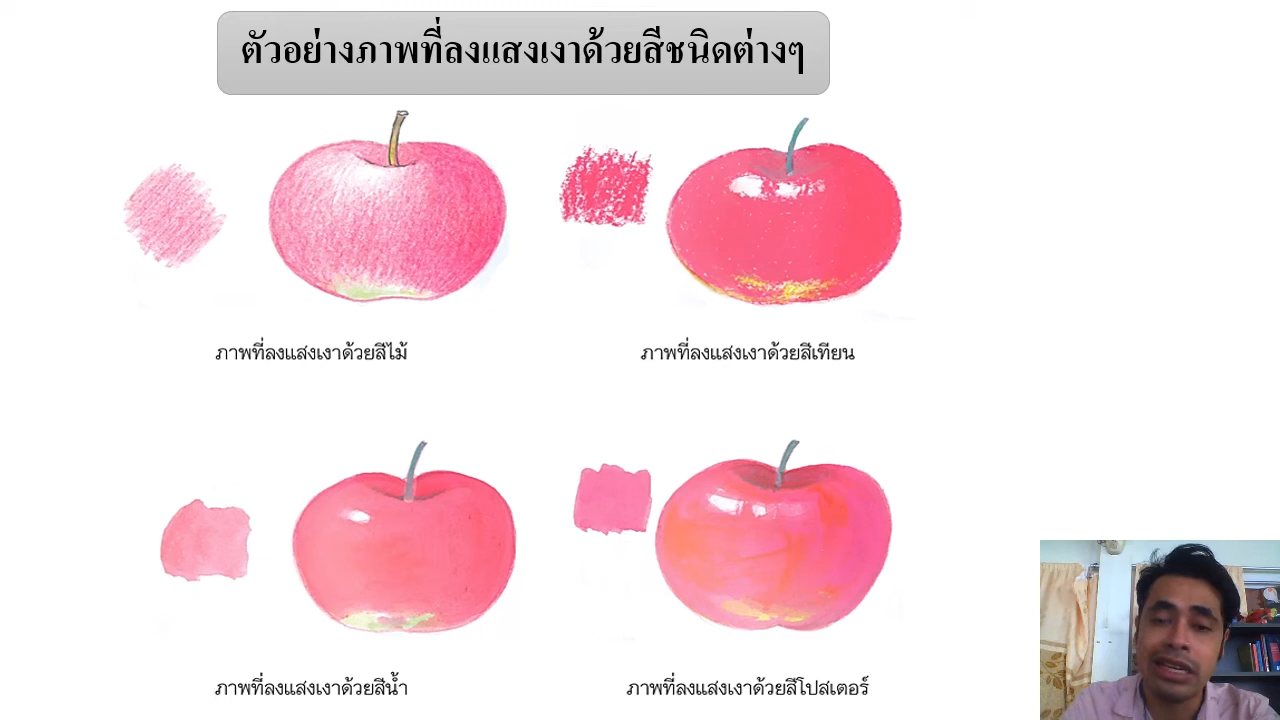 ตัวอย่างภาพที่ลงแสงเงาด้วยสีชนิดต่างๆ
ภาพที่ลงแสงเงาด้วยสีไม้
ภาพที่ลงแสงเงาด้วยสีเทียน
ภาพที่ลงแสงเงาด้วยสีน้ำ
ภาพที่ลงแสงเงาด้วยสีโปสเตอร์